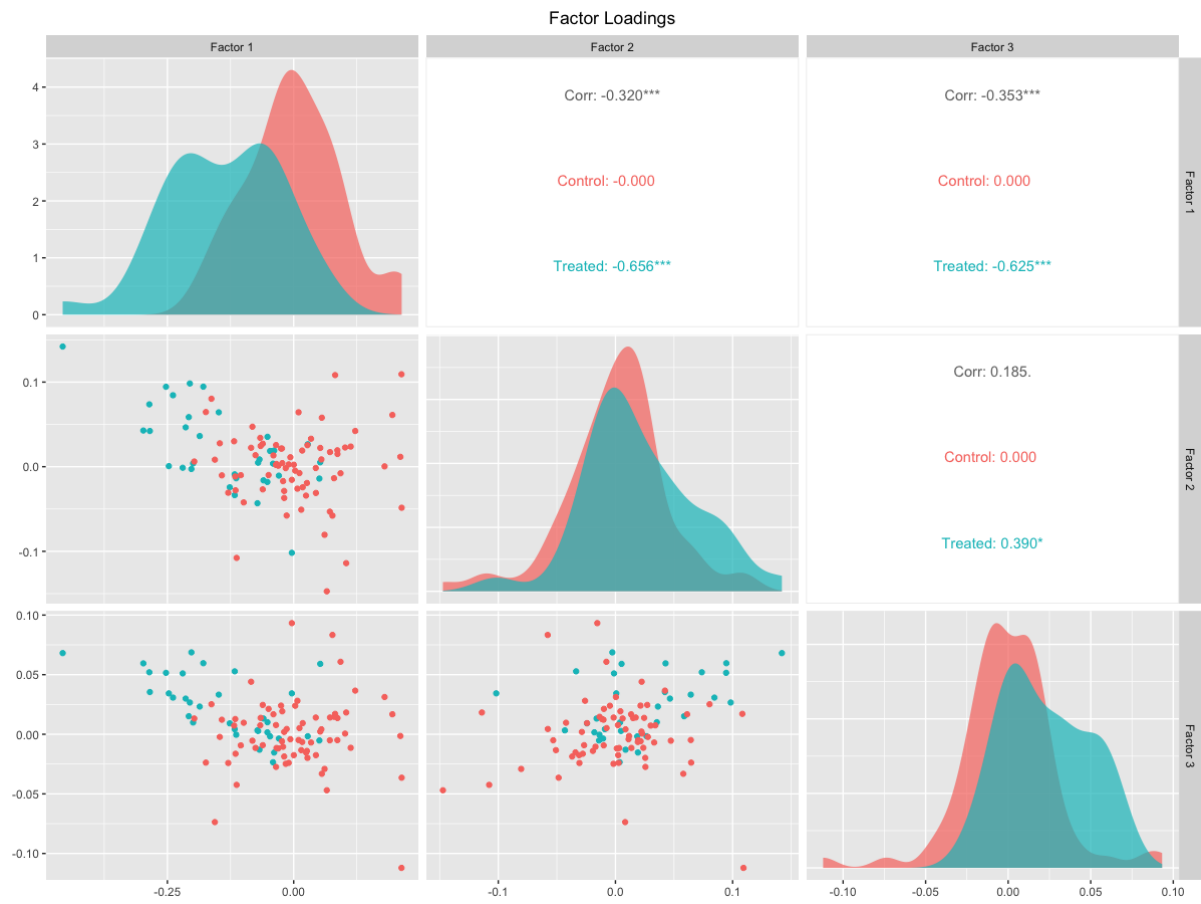 Factor Loadings
Factor 1
Factor 2
Factor 3
4
3
2
1
0
Corr: -0.320***
Control: -0.000
Treated: -0.656***
Corr: -0.353***
Control: 0.000
Treated: -0.625***
Factor 1
0.1
0.0
-0.1
Corr: 0.185.
Control: 0.000
Treated: 0.390*
Factor 2
0.10
0.05
0.00
-0.05
-0.10
Factor 3
-0.25
0.00
-0.1
0.0
0.1
-0.10
-0.05
0.00
0.05
0.10